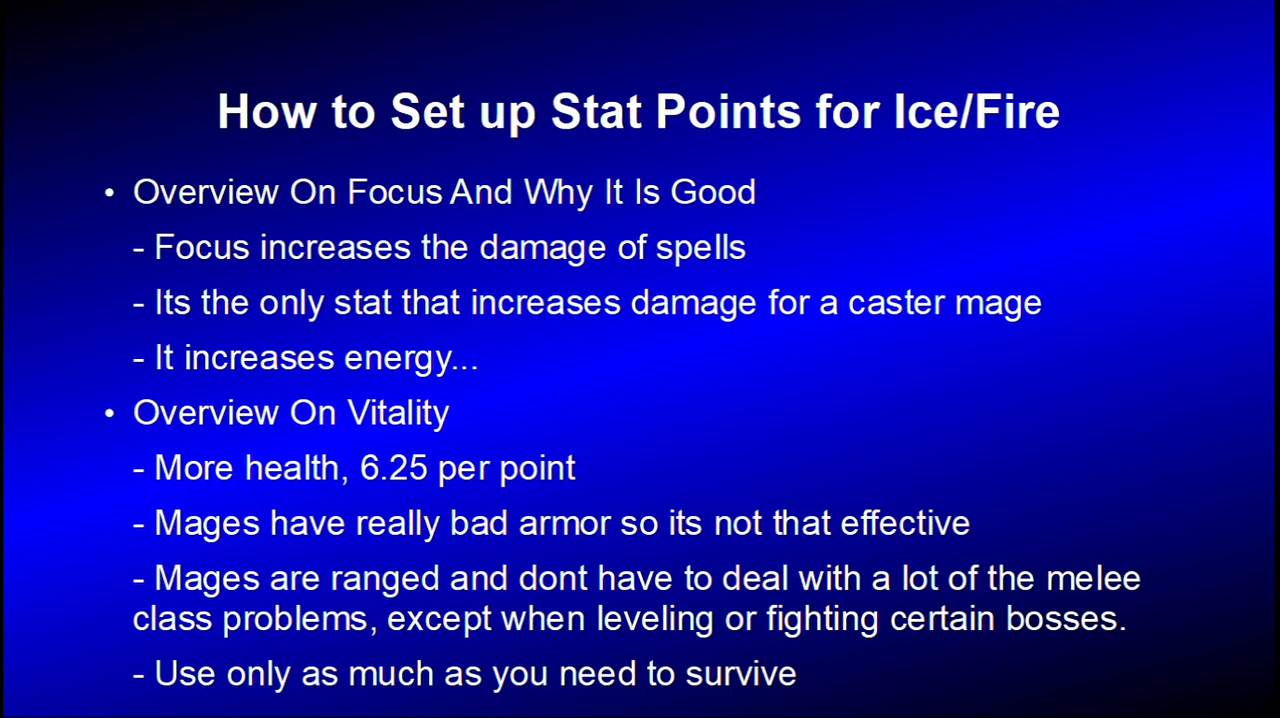 How to Set up Stat Points for Ice/Fire
• Overview On Focus And Why It Is Good
- Focus increases the damage of spells
- Its the only stat that increases damage for a caster mage
- It increases energy...
• Overview On Vitality
- More health, 6.25 per point
- Mages have really bad armor so its not that effective
- Mages are ranged and dont have to deal with a lot of the melee
class problems, except when leveling or fighting certain bosses.
- Use only as much as you need to survive